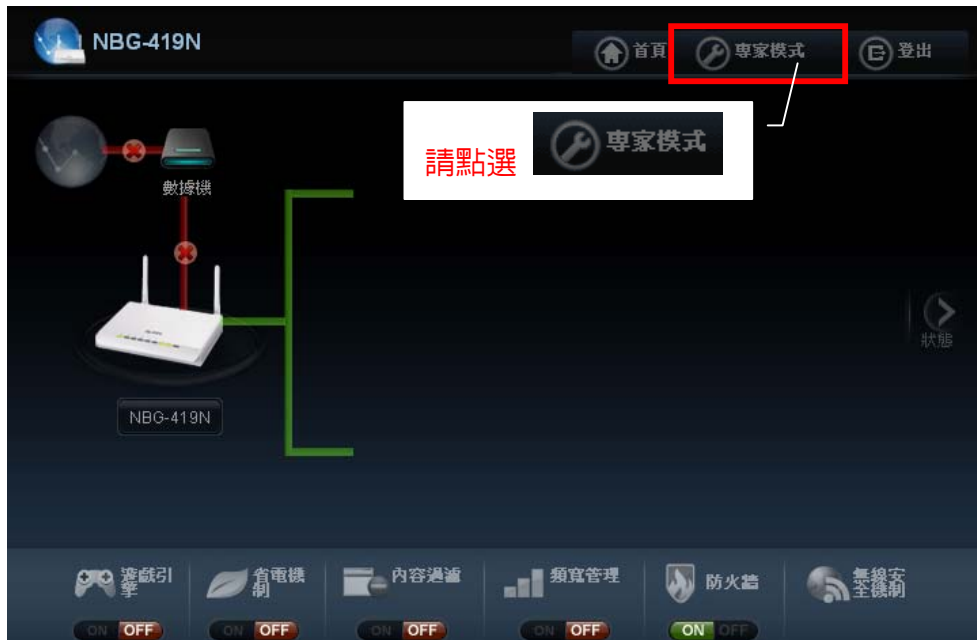 NBG-419N
首頁
專家模式
登出
請點選
專家模式
數據機
狀態
NBG-419N
遊戲引
擎
省電機
制
內容過濾
頻寬管理
防火牆
無線安
全機制
ON OFF
ON OFF
ON OFF
ON OFF
ON OFF